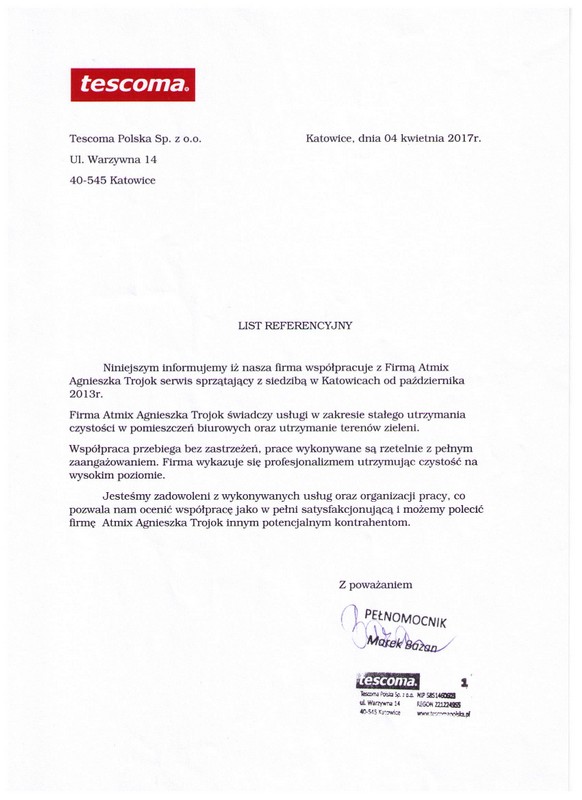 tescoma.
Tescoma Polska Sp. z o.o.
Katowice, dnia 04 kwietnia 2017r.
Ul. Warzywna 14
40-545 Katowice
LIST REFERENCYJNY
Niniejszym informujemy iż nasza firma współpracuje z Firmą Atmix
Agnieszka Trojok serwis sprzątający z siedzibą w Katowicach od października
2013r.
Firma Atmix Agnieszka Trojok świadczy usługi w zakresie stałego utrzymania
czystości w pomieszczeń biurowych oraz utrzymanie terenów zieleni.
Współpraca przebiega bez zastrzeżeń, prace wykonywane są rzetelnie z pełnym
zaangażowaniem. Firma wykazuje się profesjonalizmem utrzymując czystość na
wysokim poziomie.
Jesteśmy zadowoleni z wykonywanych usług oraz organizacji pracy, co
pozwala nam ocenić współpracę jako w pełni satysfakcjonującą i możemy polecić
firmę Atmix Agnieszka Trojok innym potencjalnym kontrahentom.
Z poważaniem
PEŁNOMOCNIK
Marek Bazan
tescoma. 1
Tescoma Polska Sp. z o.o. NIP
ul. Warzywna 14 REGON
40-545 Katowice www.tescomapolska.pl